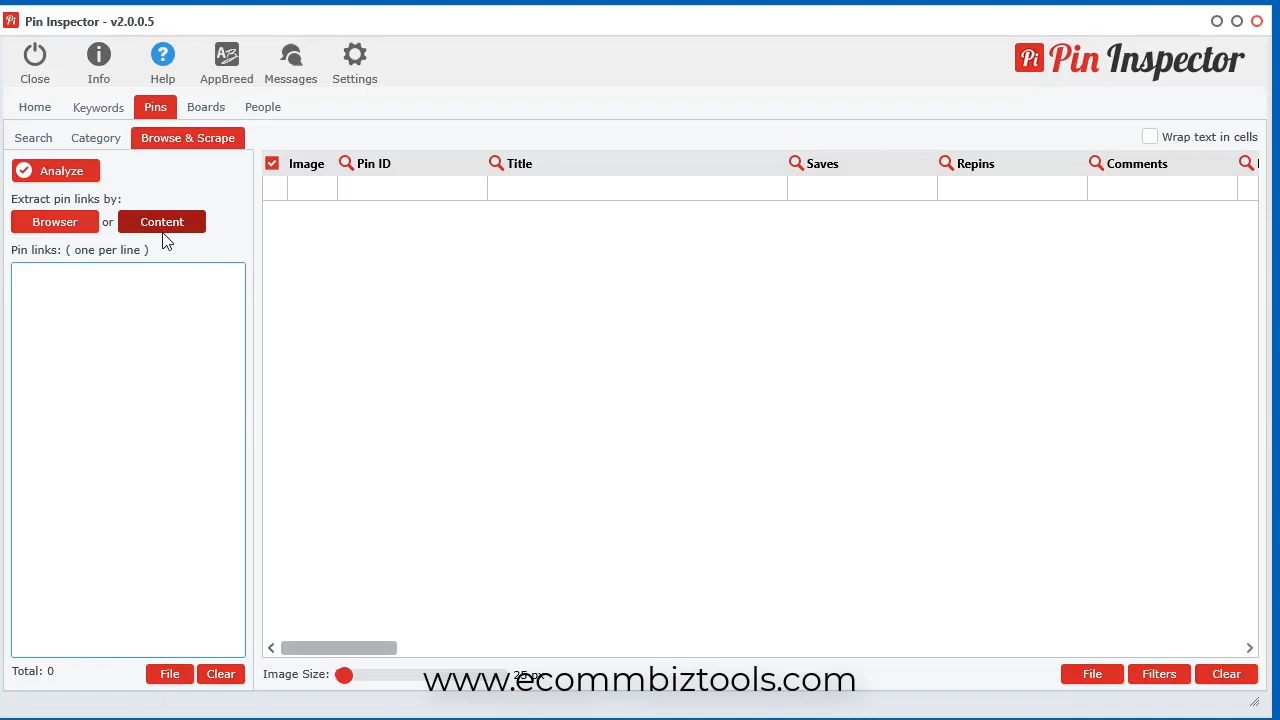 Pi Pin Inspector - v2.0.0.5
Close Info Help AppBreed Messages Settings
Pi Pin Inspector
Home Keywords Pins Boards People
Search Category Browse & Scrape
Wrap text in cells
Analyze
Image Pin ID Title Saves Repins Comments
Extract pin links by:
Browser or Content
Pin links: ( one per line )
Total: 0
File Clear
Image Size:
25 px
File Filters Clear
www.ecommbiztools.com